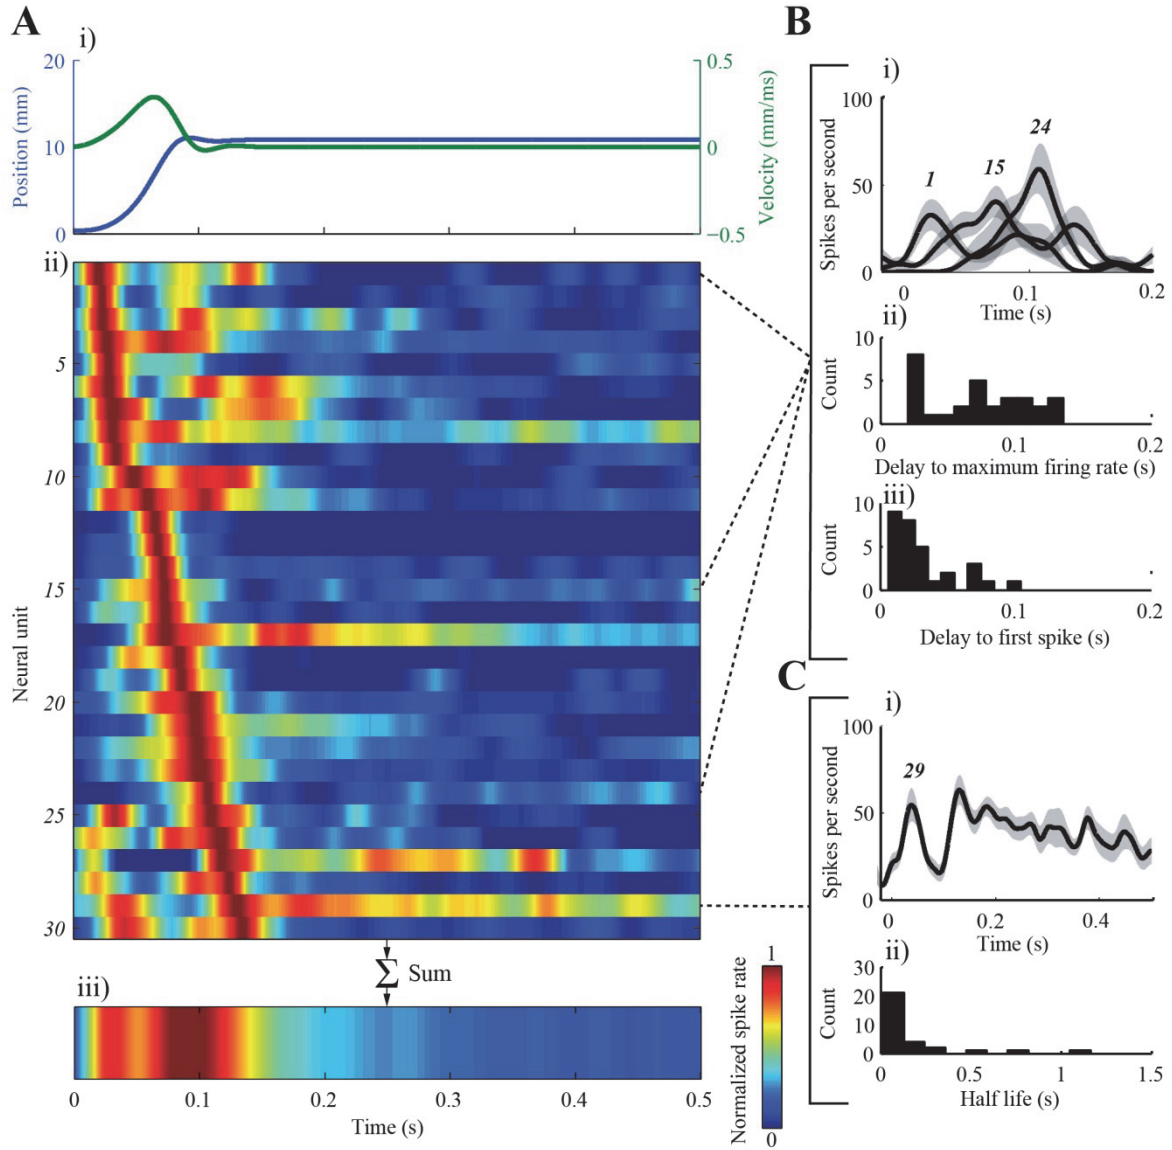 A
i)
20
10
0
Position (mm)
0.5
0
−0.5
Velocity (mm/ms)
ii)
5
10
15
20
25
30
Neural unit
Σ Sum
iii)
0
0.1
0.2
0.3
0.4
0.5
Time (s)
Normalized spike rate
1
0
B
i)
100
50
0
Spikes per second
1
15
24
0
0.1
0.2
Time (s)
ii)
10
5
0
Count
0
0.1
0.2
Delay to maximum firing rate (s)
iii)
10
5
0
Count
0
0.1
0.2
Delay to first spike (s)
C
i)
100
50
0
Spikes per second
29
0
0.2
0.4
Time (s)
ii)
30
20
10
0
Count
0
0.5
1
1.5
Half life (s)